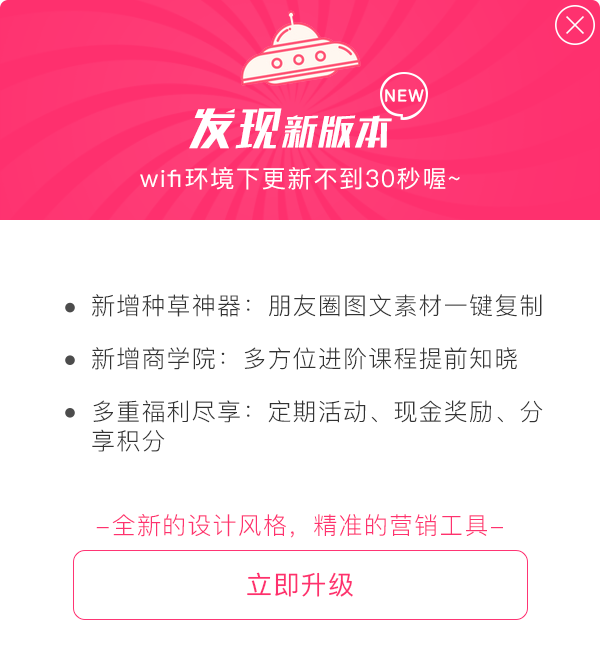 NEW
发现新版本
wifi环境下更新不到30秒喔~
● 新增种草神器：朋友圈图文素材一键复制
● 新增商学院：多方位进阶课程提前知晓
● 多重福利尽享：定期活动、现金奖励、分
享积分
–全新的设计风格，精准的营销工具–
立即升级